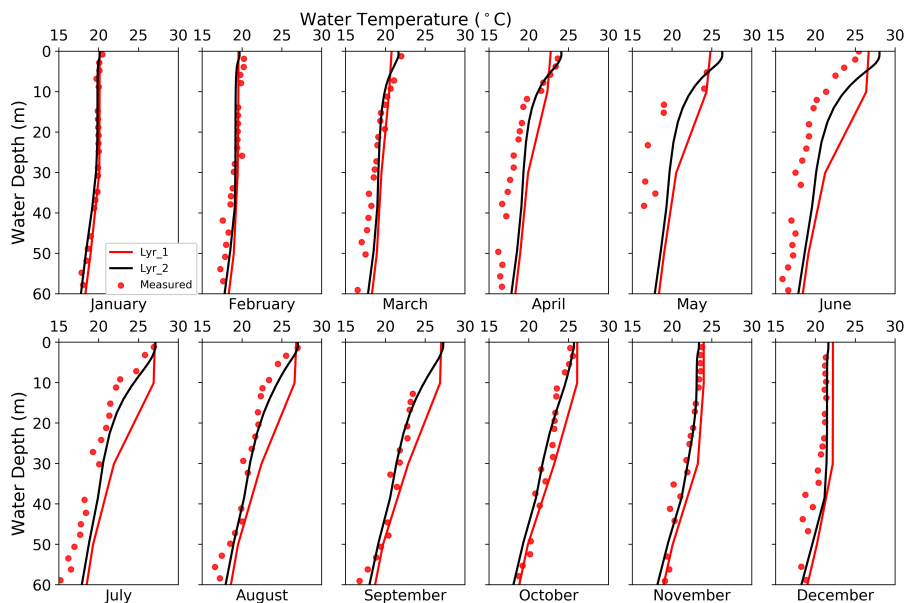 Water Temperature (°C)
15 20 25 30 15 20 25 30 15 20 25 30 15 20 25 30 15 20 25 30 15 20 25 30
Water Depth (m)
0
10
20
30
40
50
60
Lyr_1
Lyr_2
Measured
January February March April May June
15 20 25 30 15 20 25 30 15 20 25 30 15 20 25 30 15 20 25 30 15 20 25 30
Water Depth (m)
0
10
20
30
40
50
60
July August September October November December